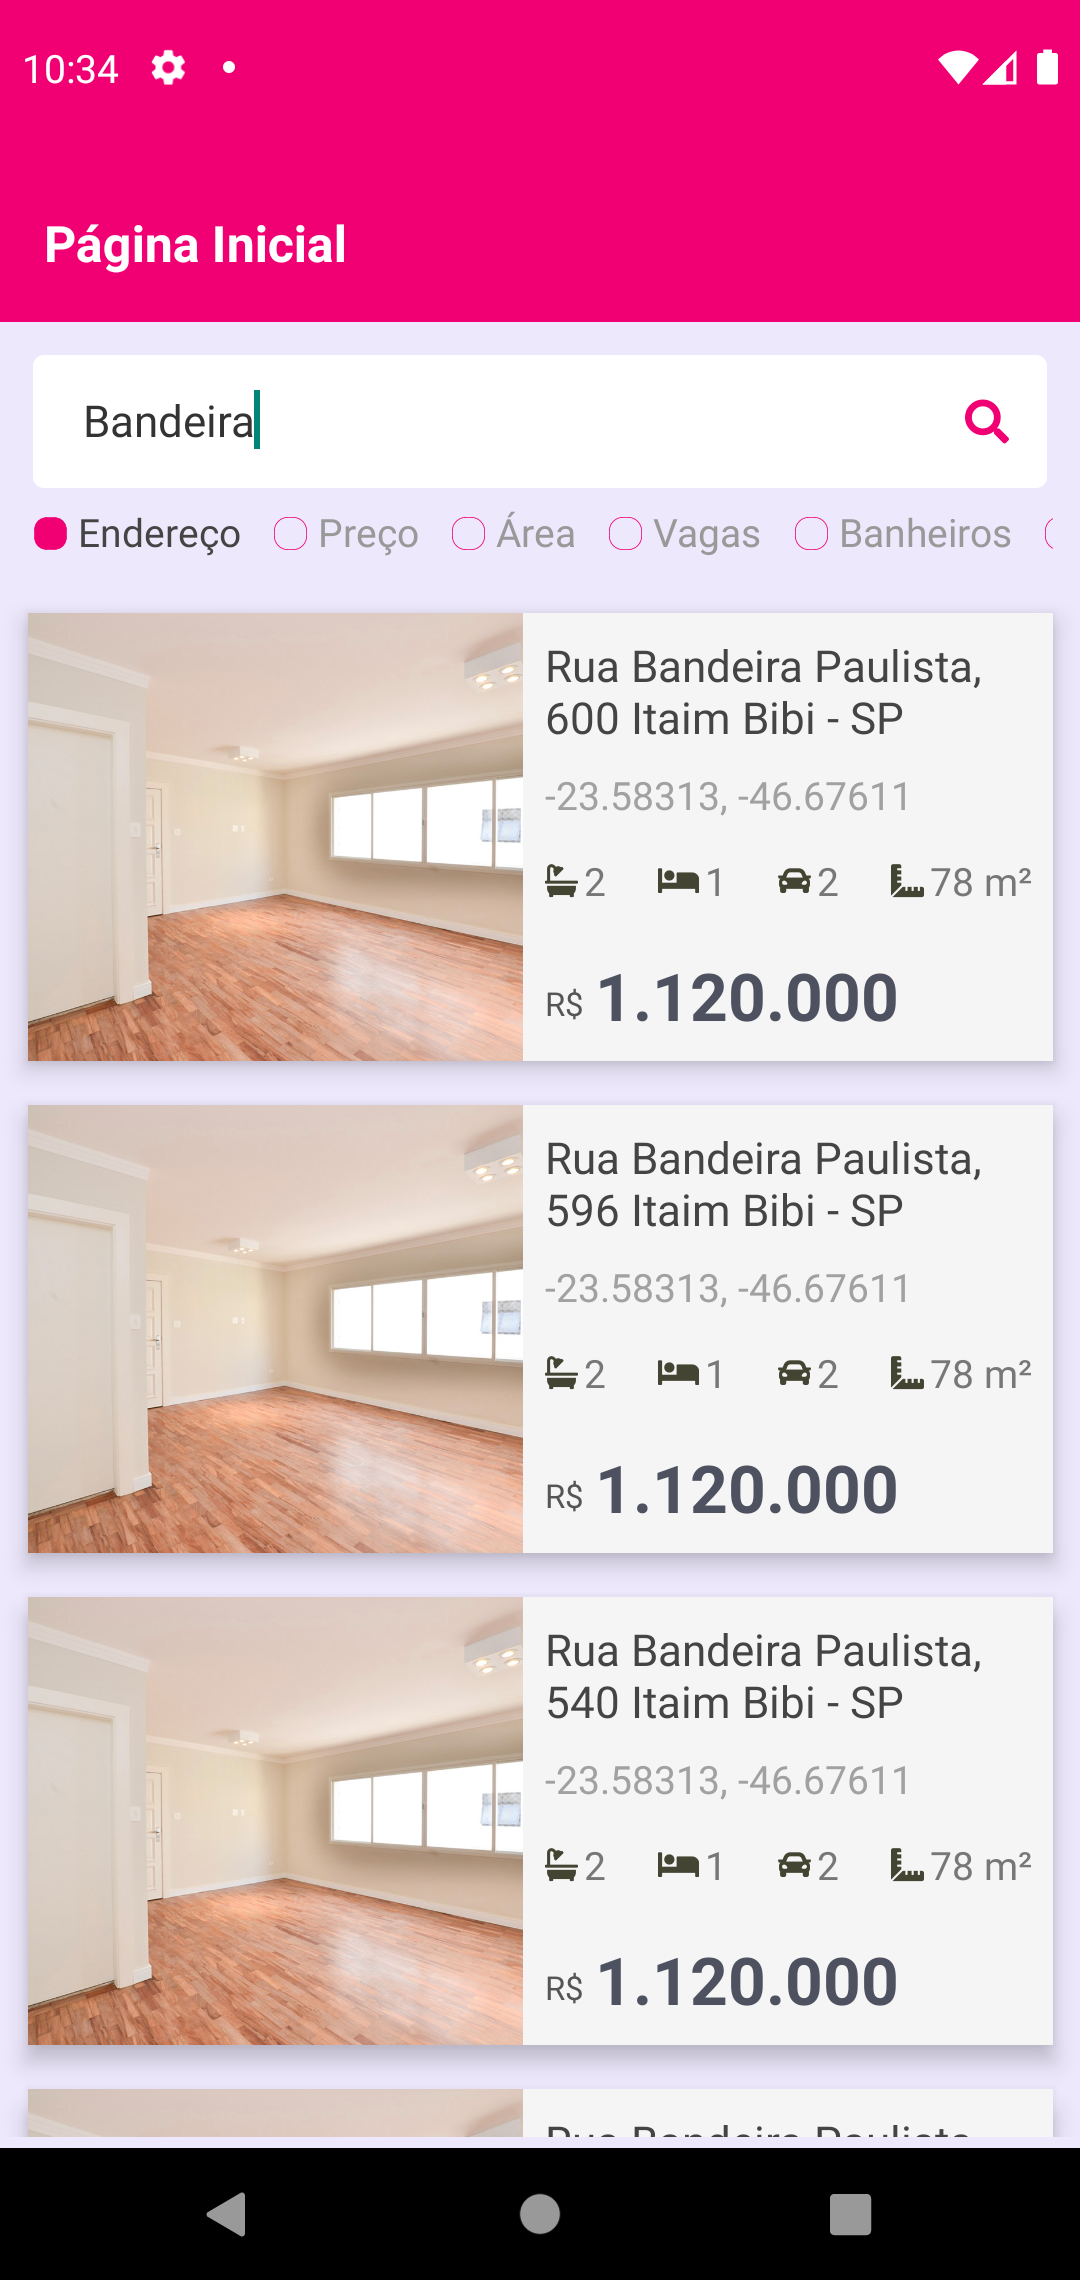 10:34
Página Inicial
Bandeira
Endereço Preço Área Vagas Banheiros
Rua Bandeira Paulista,
600 Itaim Bibi - SP
-23.58313, -46.67611
2 1 2 78 m²
R$ 1.120.000
Rua Bandeira Paulista,
596 Itaim Bibi - SP
-23.58313, -46.67611
2 1 2 78 m²
R$ 1.120.000
Rua Bandeira Paulista,
540 Itaim Bibi - SP
-23.58313, -46.67611
2 1 2 78 m²
R$ 1.120.000
Rua Bandeira Paulista,